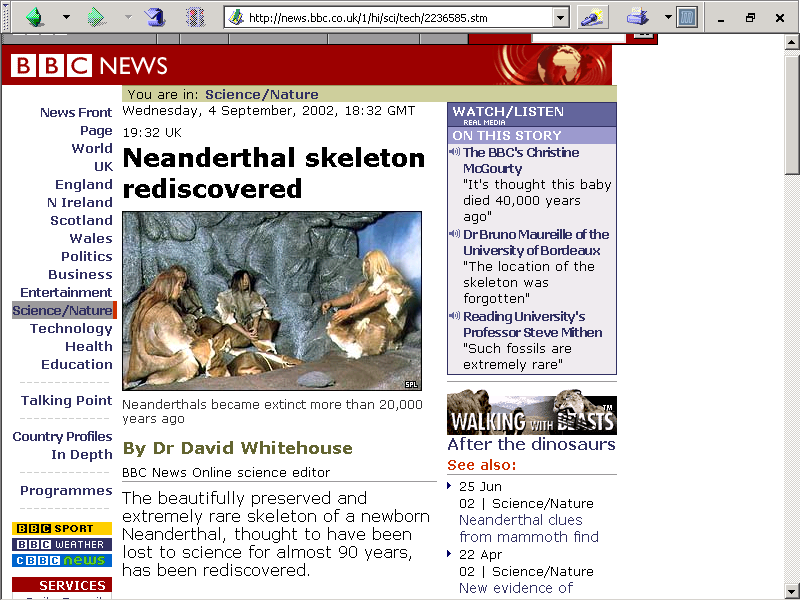 http://news.bbc.co.uk/1/hi/sci/tech/2236585.stm
BBC NEWS
You are in: Science/Nature
News Front
Page
World
UK
England
N Ireland
Scotland
Wales
Politics
Business
Entertainment
Science/Nature
Technology
Health
Education
Talking Point
Country Profiles
In Depth
Programmes
BBC SPORT
BBC WEATHER
CBBC news
SERVICES
Wednesday, 4 September, 2002, 18:32 GMT
19:32 UK
Neanderthal skeleton
rediscovered
SPL
Neanderthals became extinct more than 20,000
years ago
By Dr David Whitehouse
BBC News Online science editor
The beautifully preserved and
extremely rare skeleton of a newborn
Neanderthal, thought to have been
lost to science for almost 90 years,
has been rediscovered.
WATCH/LISTEN
REAL MEDIA
ON THIS STORY
The BBC's Christine
McGourty
"It's thought this baby
died 40,000 years
ago"
Dr Bruno Maureille of the
University of Bordeaux
"The location of the
skeleton was
forgotten"
Reading University's
Professor Steve Mithen
"Such fossils are
extremely rare"
WALKING WITH BEASTS™
After the dinosaurs
See also:
25 Jun
02 | Science/Nature
Neanderthal clues
from mammoth find
22 Apr
02 | Science/Nature
New evidence of